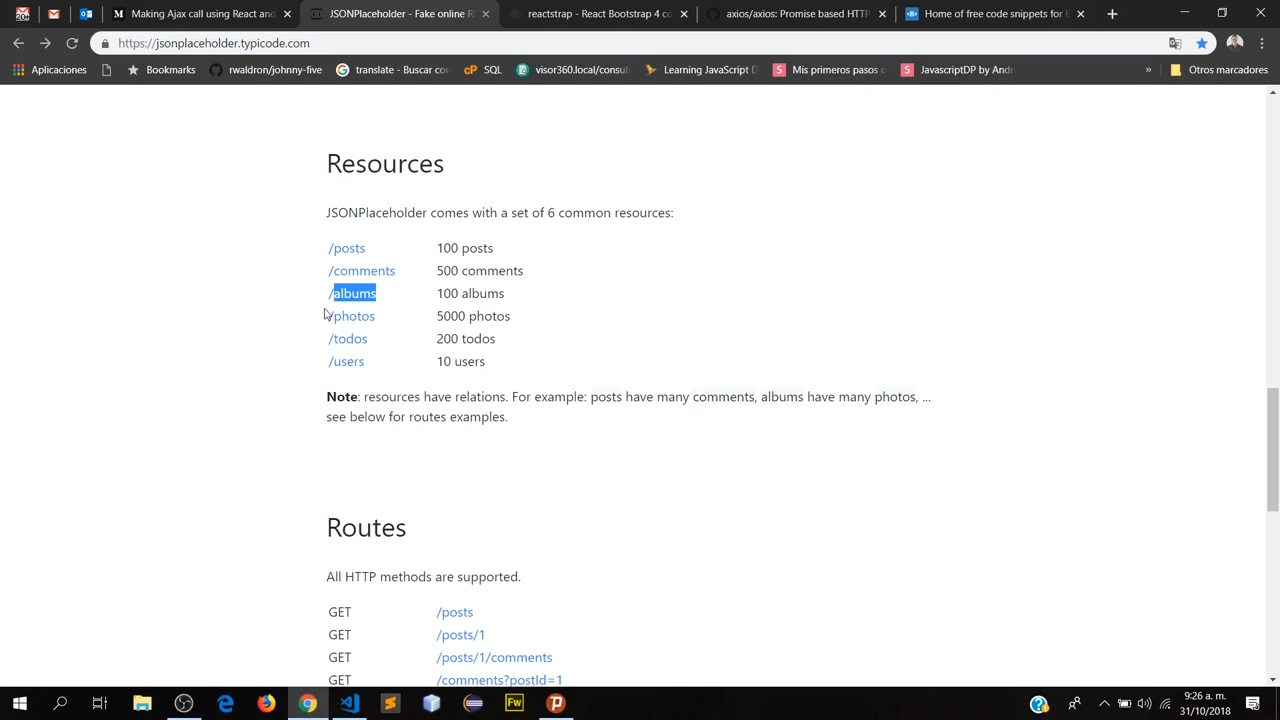 20+
Making Ajax call using React and
JSONPlaceholder - Fake online R
reactstrap - React Bootstrap 4 co
axios/axios: Promise based HTTP
Home of free code snippets for B
https://jsonplaceholder.typicode.com
Aplicaciones
Bookmarks
rwaldron/johnny-five
translate - Buscar con
cP SQL
visor360.local/consul
Learning JavaScript D
S Mis primeros pasos c
S JavascriptDP by Andr
»
Otros marcadores
Resources
JSONPlaceholder comes with a set of 6 common resources:
/posts 100 posts
/comments 500 comments
/albums 100 albums
/photos 5000 photos
/todos 200 todos
/users 10 users
Note: resources have relations. For example: posts have many comments, albums have many photos, ...
see below for routes examples.
Routes
All HTTP methods are supported.
GET /posts
GET /posts/1
GET /posts/1/comments
GET /comments?postId=1
Fw
9:26 a. m.
31/10/2018